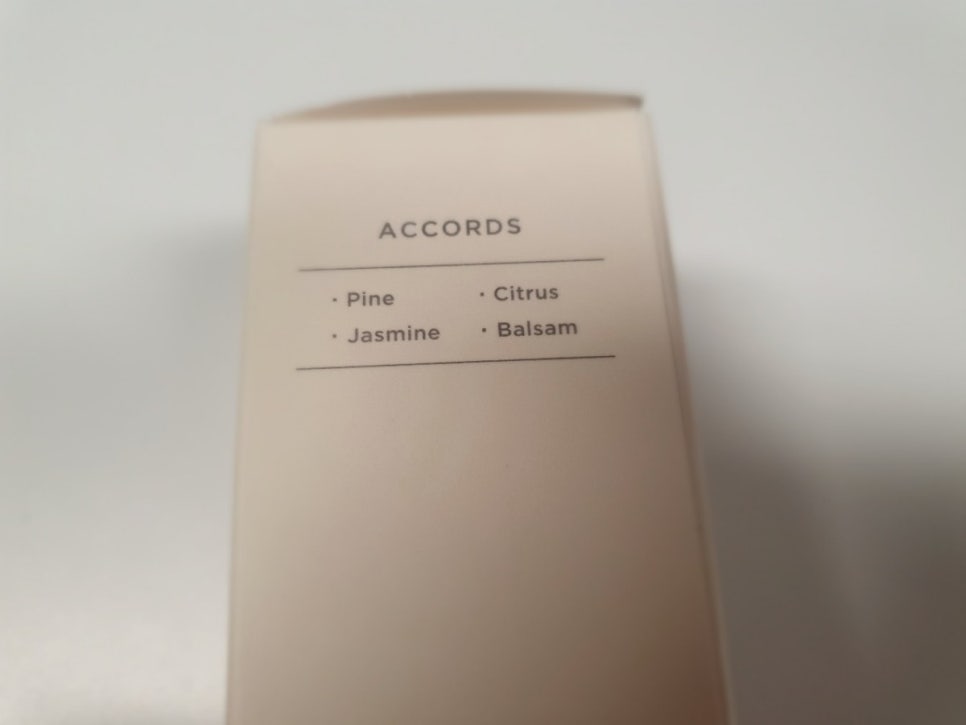 ACCORDS
· Pine · Citrus
· Jasmine · Balsam